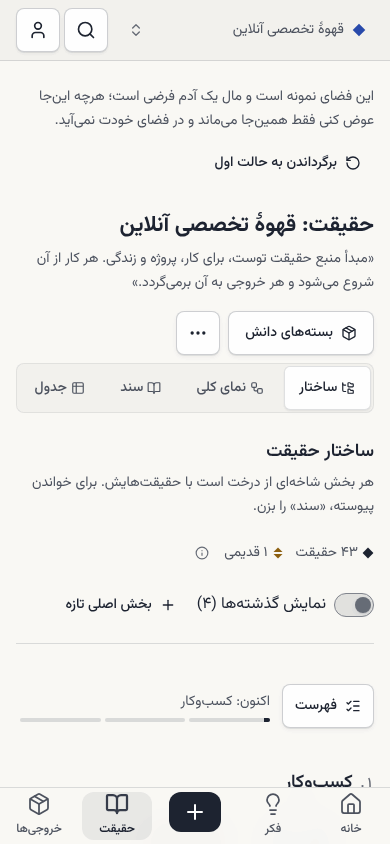 قهوهٔ تخصصی آنلاین
این فضای نمونه است و مال یک آدم فرضی است؛ هرچه این‌جا
عوض کنی فقط همین‌جا می‌ماند و در فضای خودت نمی‌آید.
برگرداندن به حالت اول
حقیقت: قهوهٔ تخصصی آنلاین
«مبدأ منبع حقیقت توست، برای کار، پروژه و زندگی. هر کار از آن
شروع می‌شود و هر خروجی به آن برمی‌گردد.»
بسته‌های دانش
ساختار نمای کلی سند جدول
ساختار حقیقت
هر بخش شاخه‌ای از درخت است با حقیقت‌هایش. برای خواندن
پیوسته، «سند» را بزن.
۴۳ حقیقت ۱ قدیمی
نمایش گذشته‌ها (۴) بخش اصلی تازه
فهرست
اکنون: کسب‌وکار
۱. کسب‌وکار
خانه فکر حقیقت خروجی‌ها